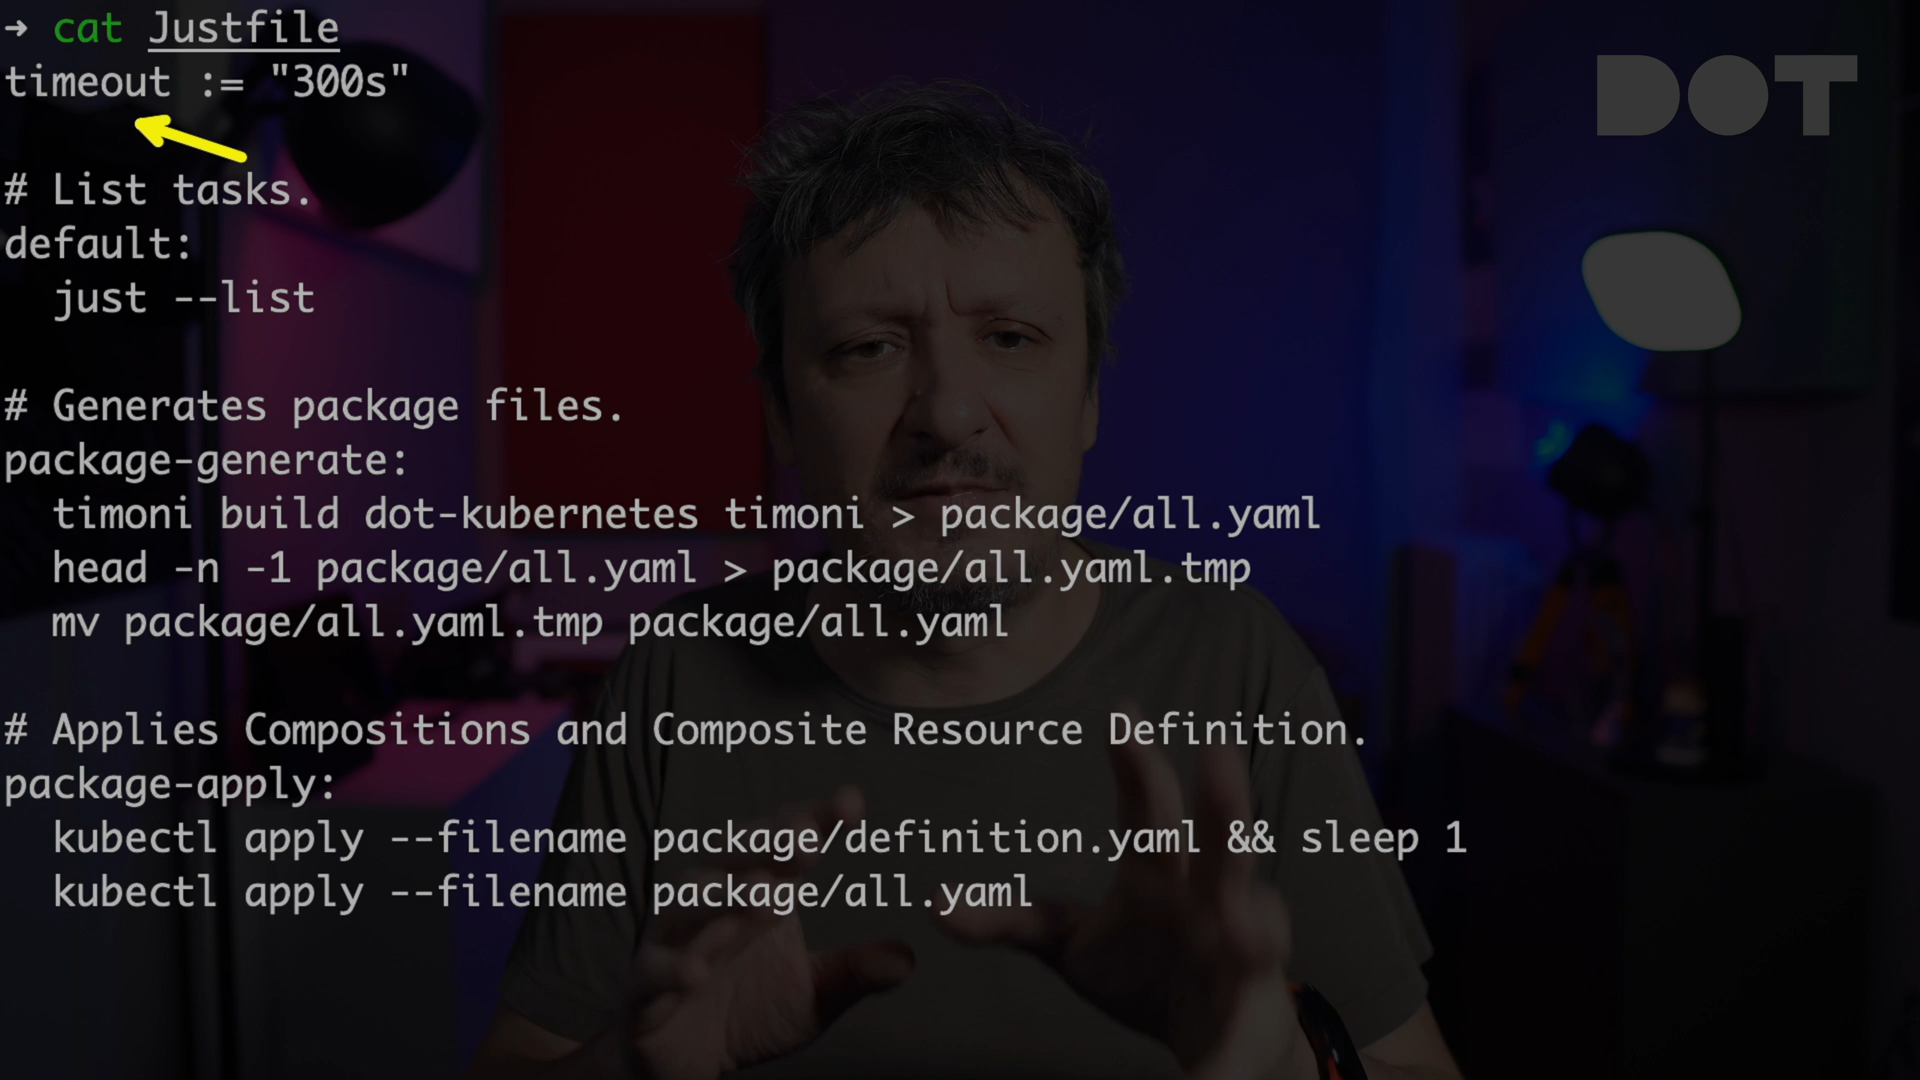 → cat Justfile
timeout := "300s"
# List tasks.
default:
  just --list
# Generates package files.
package-generate:
  timoni build dot-kubernetes timoni > package/all.yaml
  head -n -1 package/all.yaml > package/all.yaml.tmp
  mv package/all.yaml.tmp package/all.yaml
# Applies Compositions and Composite Resource Definition.
package-apply:
  kubectl apply --filename package/definition.yaml && sleep 1
  kubectl apply --filename package/all.yaml
DOT